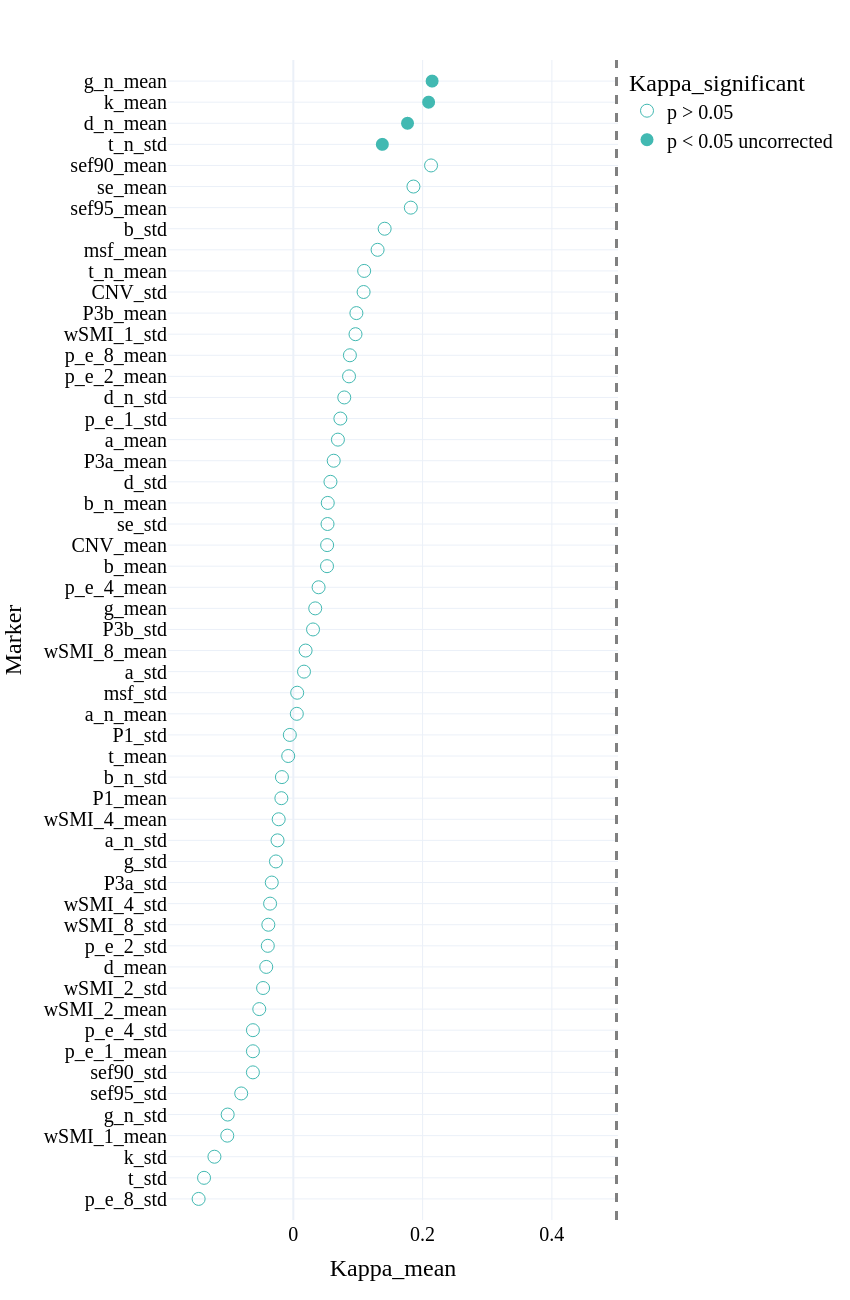 Kappa_significant
p > 0.05
p < 0.05 uncorrected
g_n_mean
k_mean
d_n_mean
t_n_std
sef90_mean
se_mean
sef95_mean
b_std
msf_mean
t_n_mean
CNV_std
P3b_mean
wSMI_1_std
p_e_8_mean
p_e_2_mean
d_n_std
p_e_1_std
a_mean
P3a_mean
d_std
b_n_mean
se_std
CNV_mean
b_mean
p_e_4_mean
g_mean
P3b_std
wSMI_8_mean
a_std
msf_std
a_n_mean
P1_std
t_mean
b_n_std
P1_mean
wSMI_4_mean
a_n_std
g_std
P3a_std
wSMI_4_std
wSMI_8_std
p_e_2_std
d_mean
wSMI_2_std
wSMI_2_mean
p_e_4_std
p_e_1_mean
sef90_std
sef95_std
g_n_std
wSMI_1_mean
k_std
t_std
p_e_8_std
Marker
0 0.2 0.4
Kappa_mean